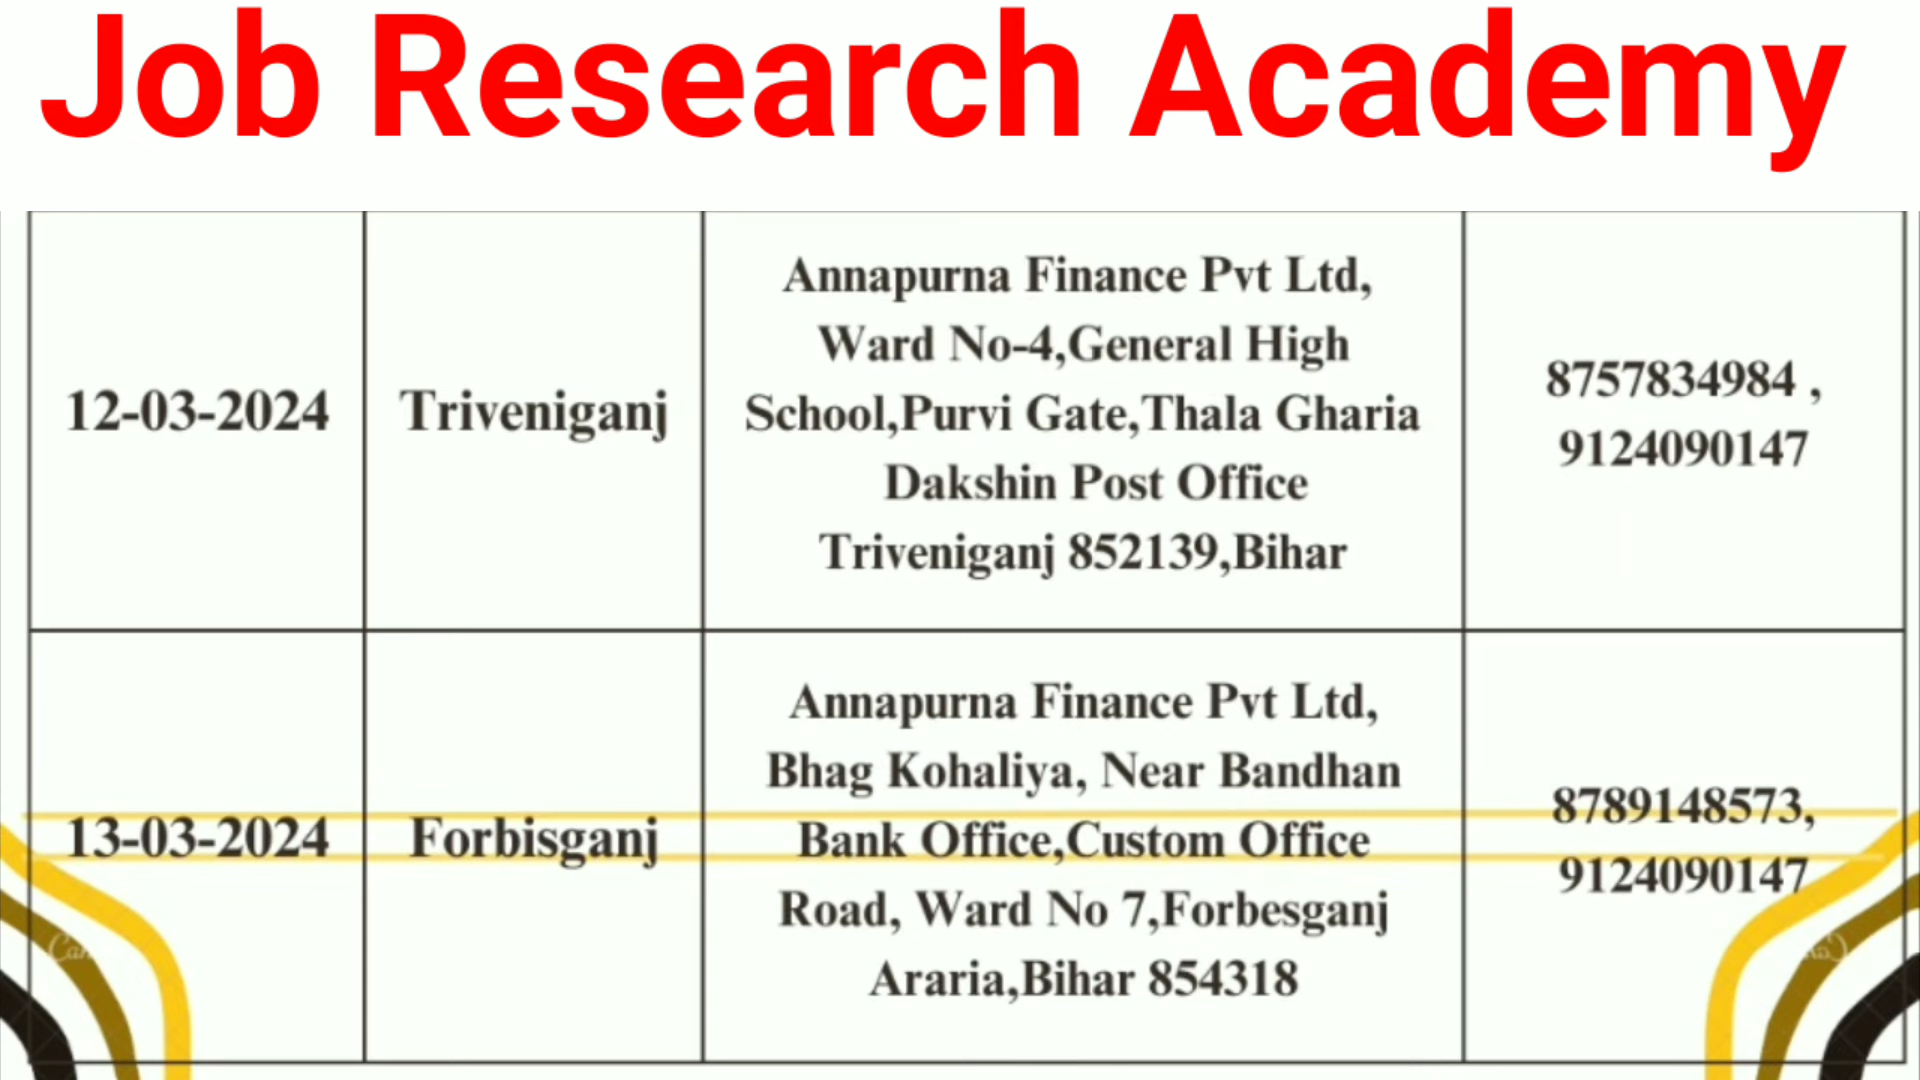 Job Research Academy
12-03-2024
Triveniganj
Annapurna Finance Pvt Ltd,
Ward No-4,General High
School,Purvi Gate,Thala Gharia
Dakshin Post Office
Triveniganj 852139,Bihar
8757834984 ,
9124090147
13-03-2024
Forbisganj
Annapurna Finance Pvt Ltd,
Bhag Kohaliya, Near Bandhan
Bank Office,Custom Office
Road, Ward No 7,Forbesganj
Araria,Bihar 854318
8789148573,
9124090147